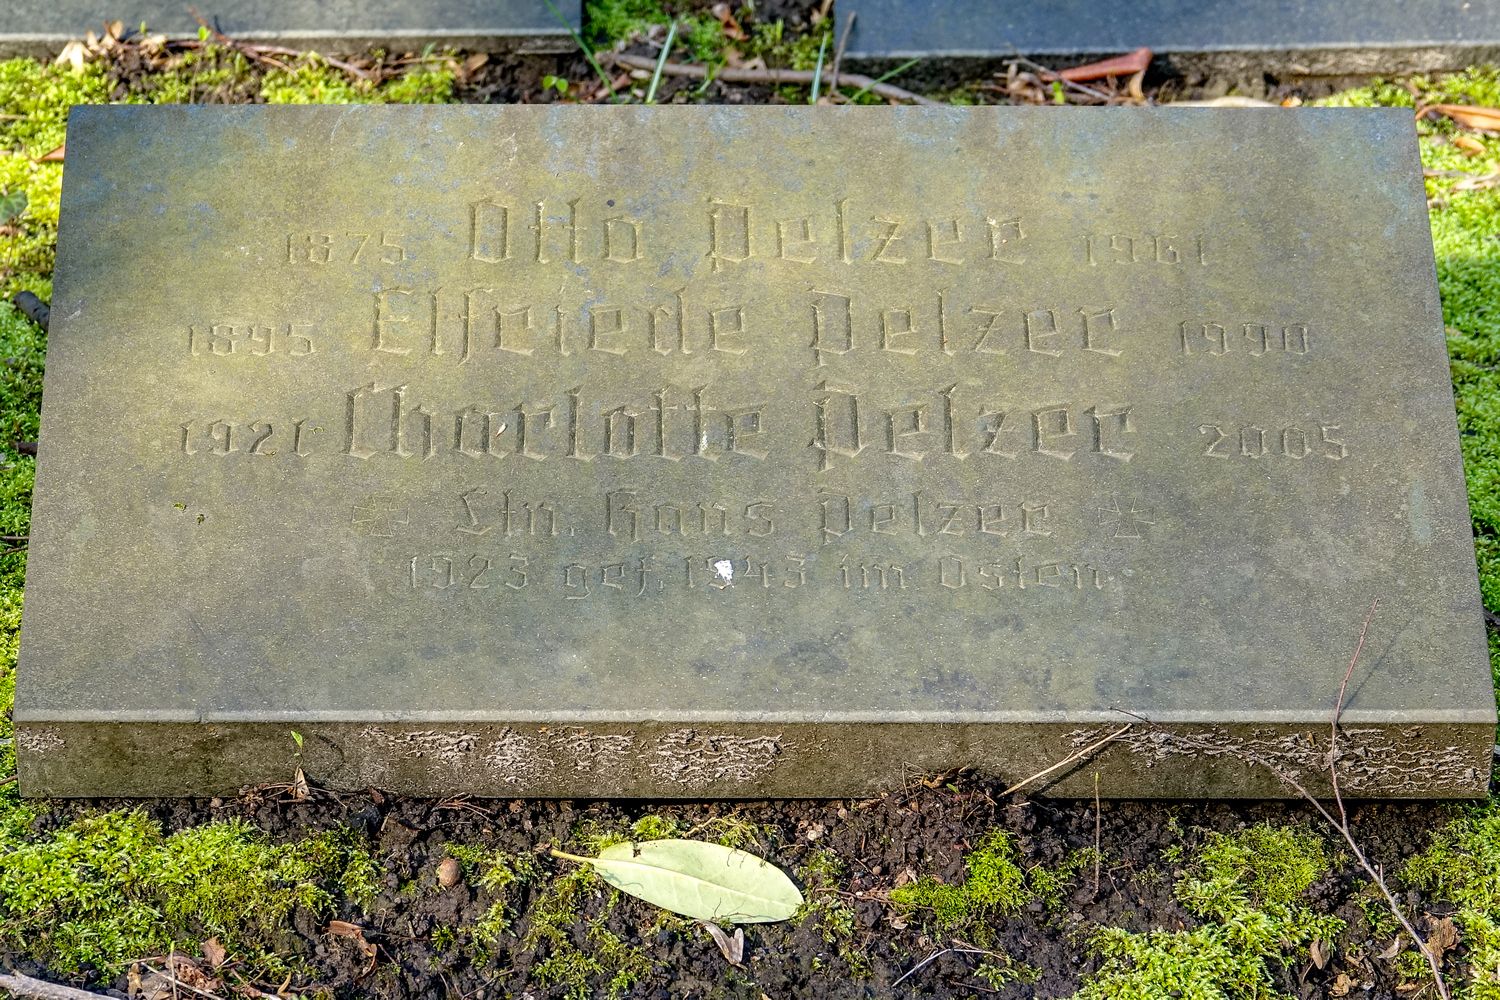 1875 Otto Pelzer 1961
1895 Elfriede Pelzer 1990
1921 Charlotte Pelzer 2005
Ltn. Hans Pelzer
1923 gef. 1943 im Osten